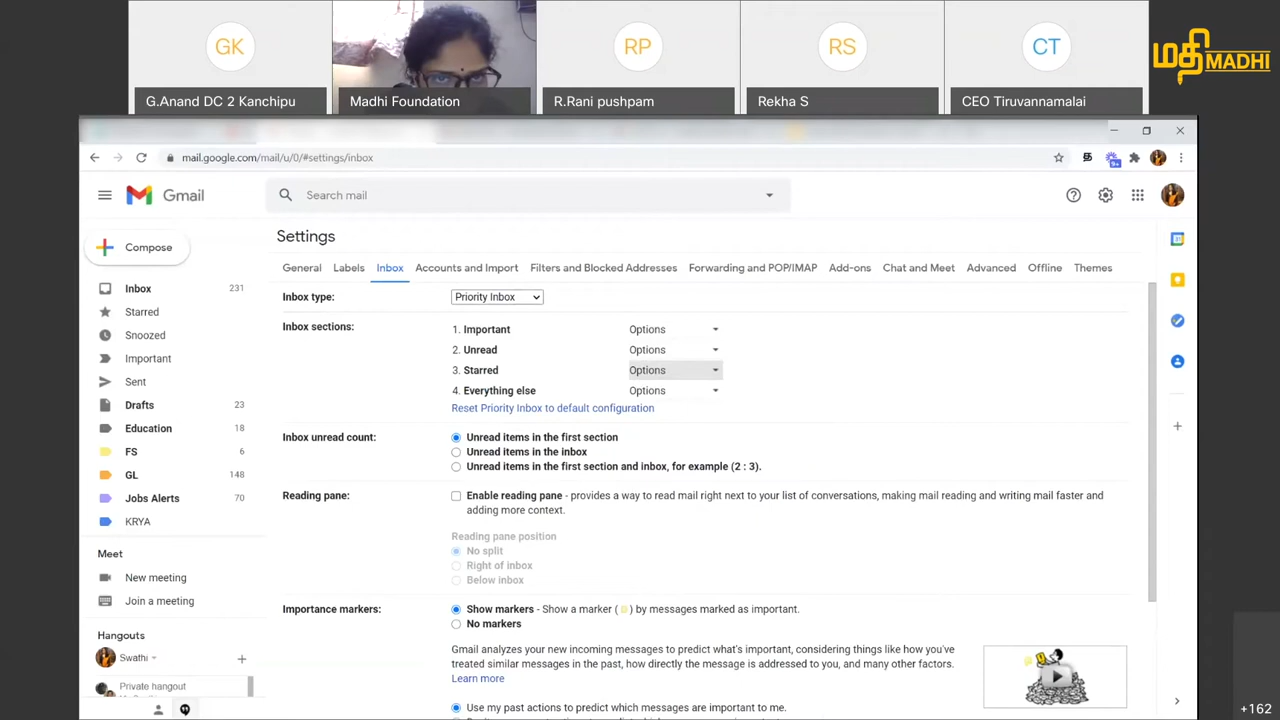 GK
RP
RS
CT
மதி MADHI
G.Anand DC 2 Kanchipu
Madhi Foundation
R.Rani pushpam
Rekha S
CEO Tiruvannamalai
mail.google.com/mail/u/0/#settings/inbox
9+
Gmail
Search mail
Compose
Settings
General Labels Inbox Accounts and Import Filters and Blocked Addresses Forwarding and POP/IMAP Add-ons Chat and Meet Advanced Offline Themes
Inbox 231
Starred
Snoozed
Important
Sent
Drafts 23
Education 18
FS 6
GL 148
Jobs Alerts 70
KRYA
Meet
New meeting
Join a meeting
Hangouts
Swathi
Private hangout
Inbox type: Priority Inbox
Inbox sections: 1. Important Options
2. Unread Options
3. Starred Options
4. Everything else Options
Reset Priority Inbox to default configuration
Inbox unread count: Unread items in the first section
Unread items in the inbox
Unread items in the first section and inbox, for example (2 : 3).
Reading pane: Enable reading pane - provides a way to read mail right next to your list of conversations, making mail reading and writing mail faster and
adding more context.
Reading pane position
No split
Right of inbox
Below inbox
Importance markers: Show markers - Show a marker ( ) by messages marked as important.
No markers
Gmail analyzes your new incoming messages to predict what's important, considering things like how you've
treated similar messages in the past, how directly the message is addressed to you, and many other factors.
Learn more
Use my past actions to predict which messages are important to me.
+162